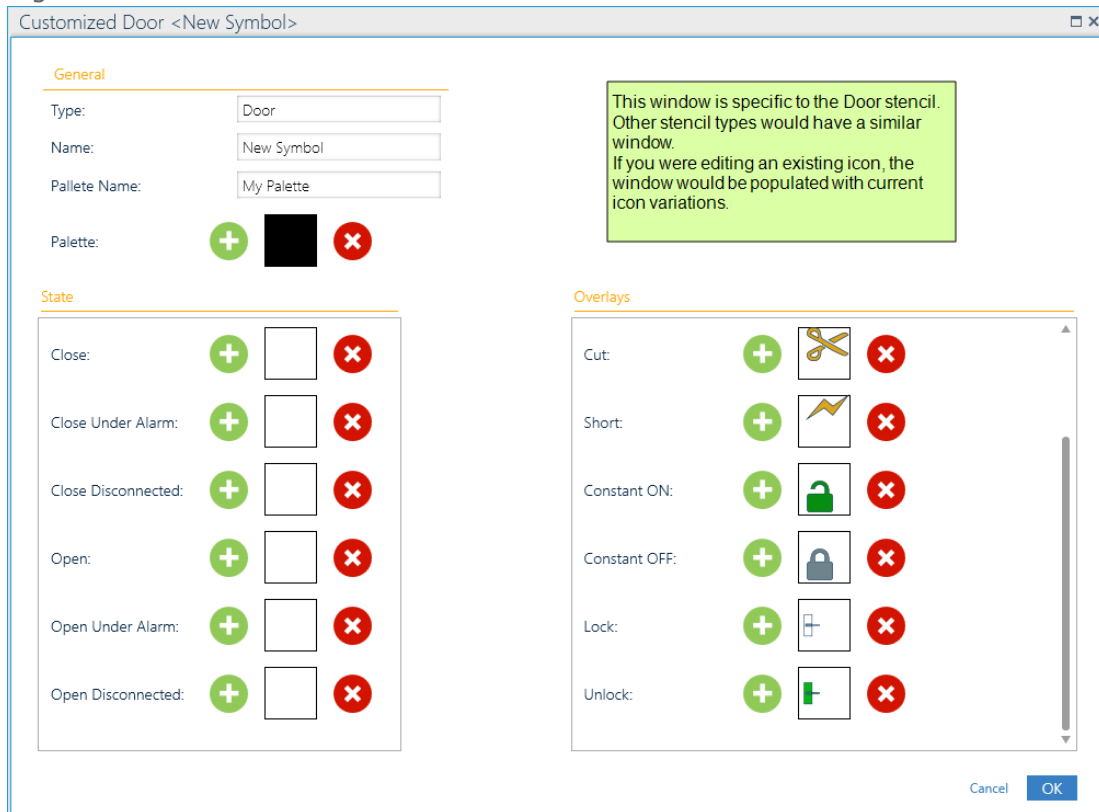 Customized Door <New Symbol>
General
Type:
Door
Name:
New Symbol
Pallete Name:
My Palette
Palette:
This window is specific to the Door stencil.
Other stencil types would have a similar
window.
If you were editing an existing icon, the
window would be populated with current
icon variations.
State
Close:
Close Under Alarm:
Close Disconnected:
Open:
Open Under Alarm:
Open Disconnected:
Overlays
Cut:
Short:
Constant ON:
Constant OFF:
Lock:
Unlock:
Cancel
OK